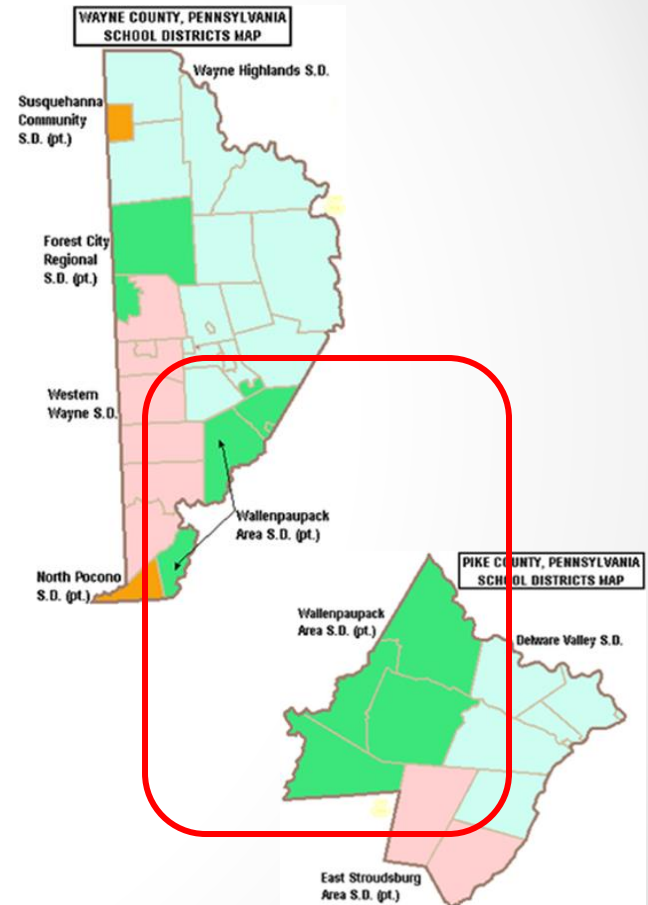 WAYNE COUNTY, PENNSYLVANIA
SCHOOL DISTRICTS MAP
Wayne Highlands S.D.
Susquehanna
Community
S.D. (pt.)
Forest City
Regional
S.D. (pt.)
Western
Wayne S.D.
Wallenpaupack
Area S.D. (pt.)
North Pocono
S.D. (pt.)
PIKE COUNTY, PENNSYLVANIA
SCHOOL DISTRICTS MAP
Wallenpaupack
Area S.D. (pt.)
Delware Valley S.D.
East Stroudsburg
Area S.D. (pt.)